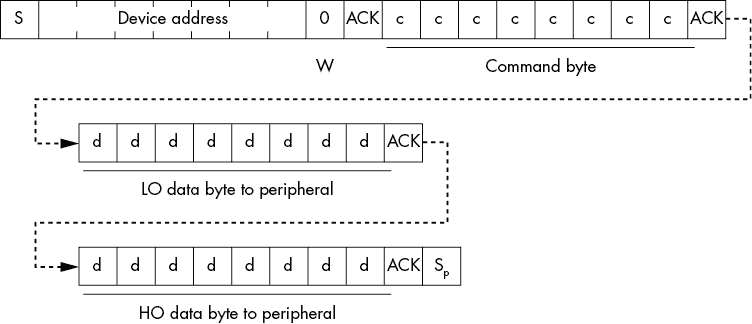 S Device address 0 ACK c c c c c c c c ACK
W Command byte
d d d d d d d d ACK
LO data byte to peripheral
d d d d d d d d ACK Sp
HO data byte to peripheral